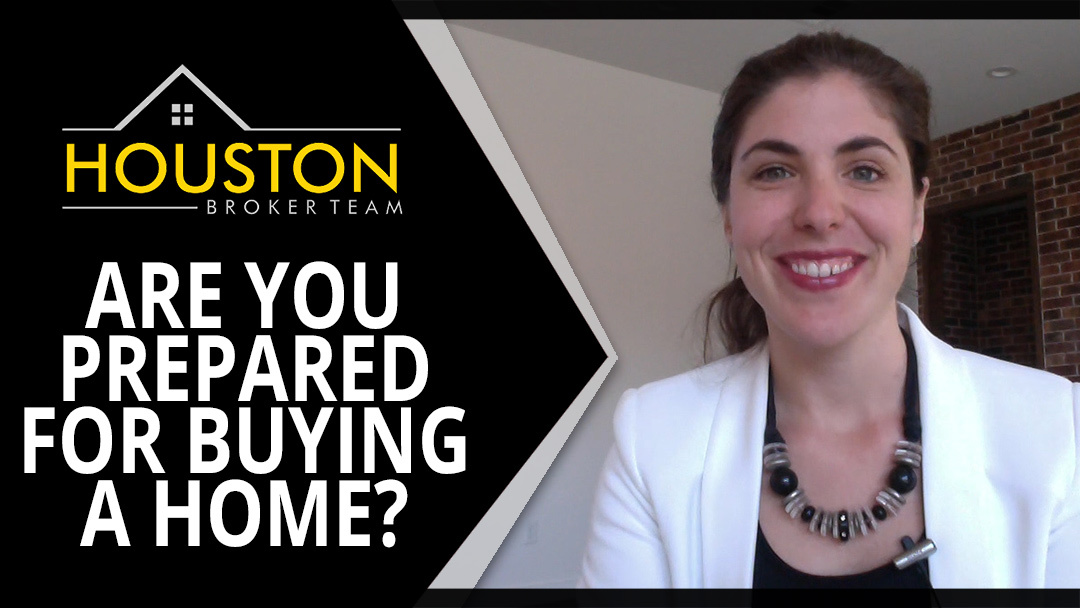 HOUSTON
BROKER TEAM
ARE YOU
PREPARED
FOR BUYING
A HOME?